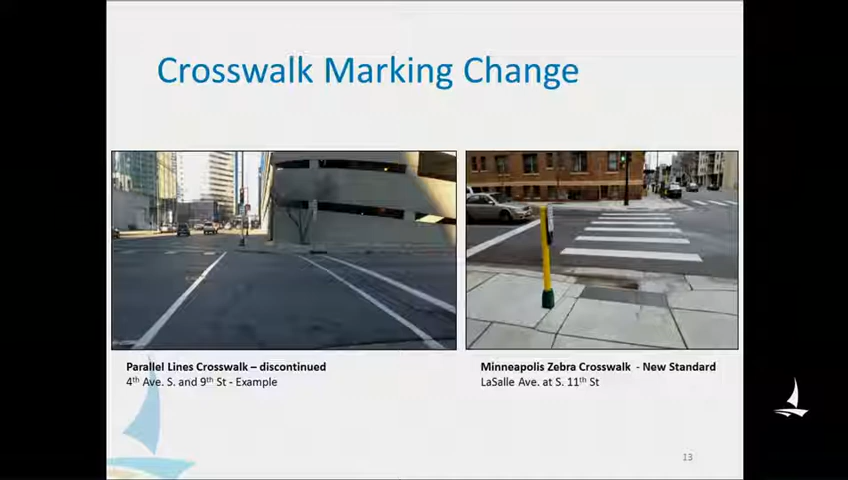 Crosswalk Marking Change
Parallel Lines Crosswalk – discontinued
4th Ave. S. and 9th St - Example
Minneapolis Zebra Crosswalk - New Standard
LaSalle Ave. at S. 11th St
13